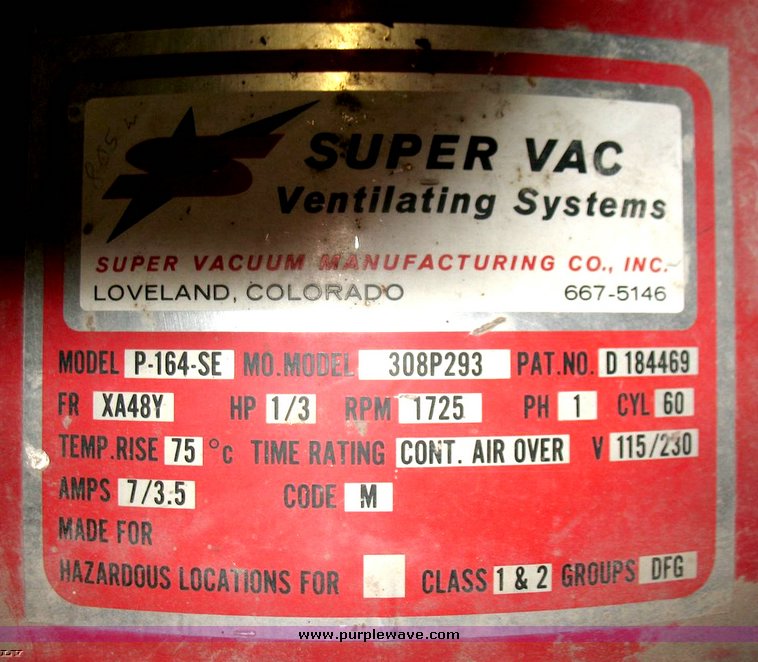 SUPER VAC
Ventilating Systems
SUPER VACUUM MANUFACTURING CO., INC.
LOVELAND, COLORADO 667-5146
MODEL P-164-SE MO.MODEL 308P293 PAT.NO. D 184469
FR XA48Y HP 1/3 RPM 1725 PH 1 CYL 60
TEMP.RISE 75 °C TIME RATING CONT. AIR OVER V 115/230
AMPS 7/3.5 CODE M
MADE FOR
HAZARDOUS LOCATIONS FOR CLASS 1 & 2 GROUPS DFG
www.purplewave.com